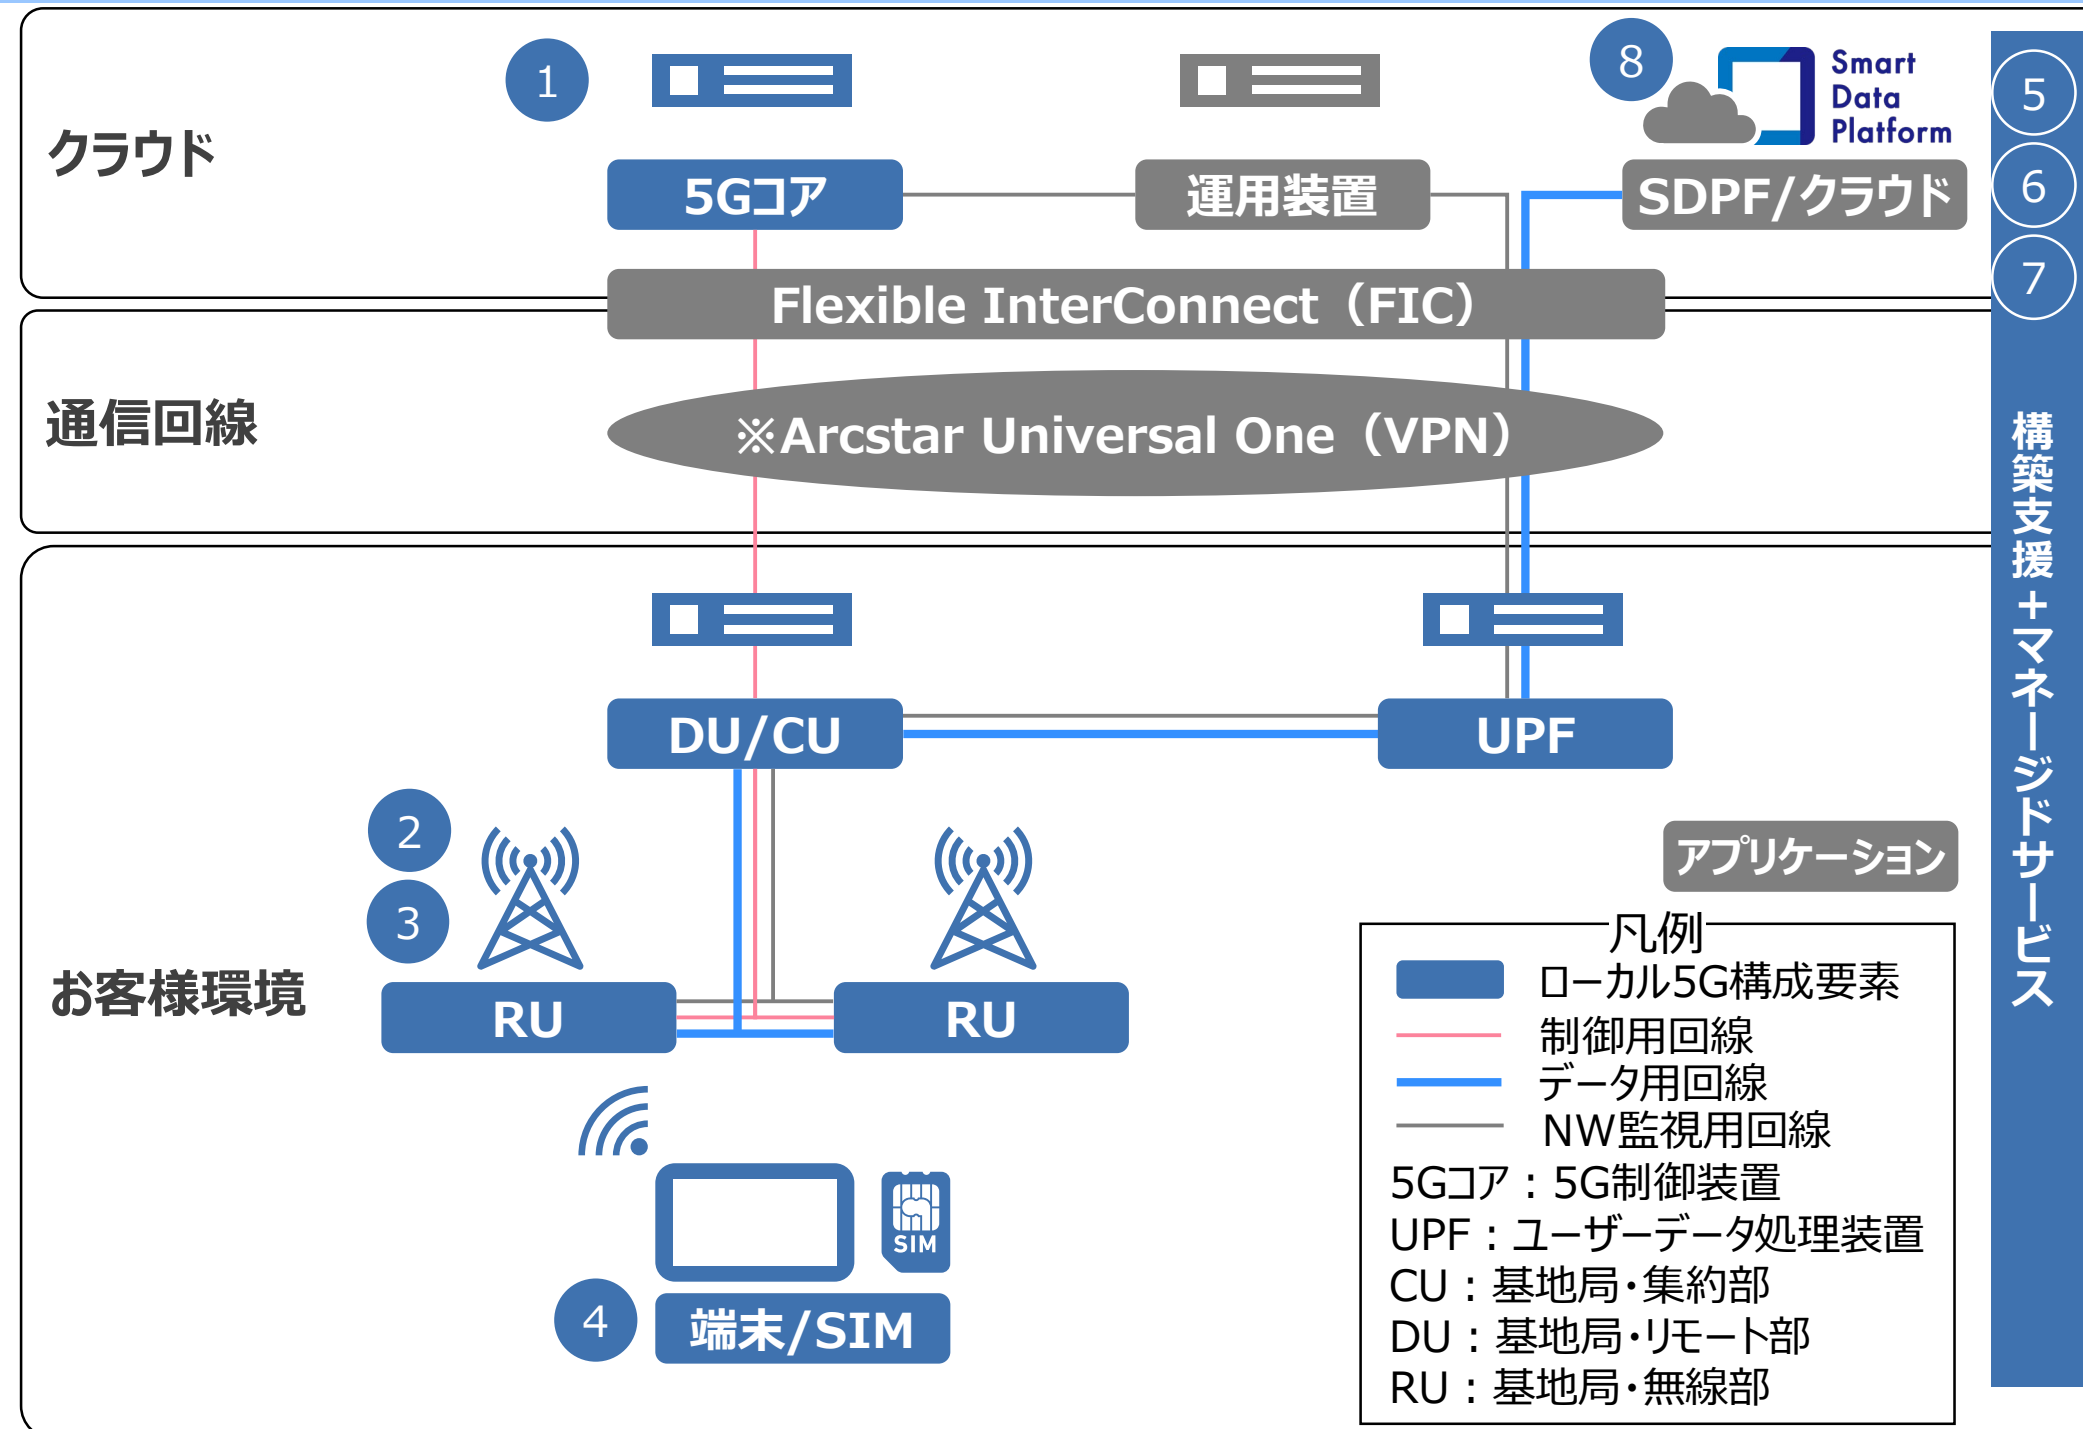 クラウド
1
8
Smart
Data
Platform
5
6
7
5Gコア
運用装置
SDPF/クラウド
Flexible InterConnect（FIC）
通信回線
※Arcstar Universal One（VPN）
構築支援+マネージドサービス
お客様環境
DU/CU
UPF
2
3
アプリケーション
RU
RU
SIM
4
端末/SIM
凡例
ローカル5G構成要素
制御用回線
データ用回線
NW監視用回線
5Gコア：5G制御装置
UPF：ユーザーデータ処理装置
CU：基地局・集約部
DU：基地局・リモート部
RU：基地局・無線部